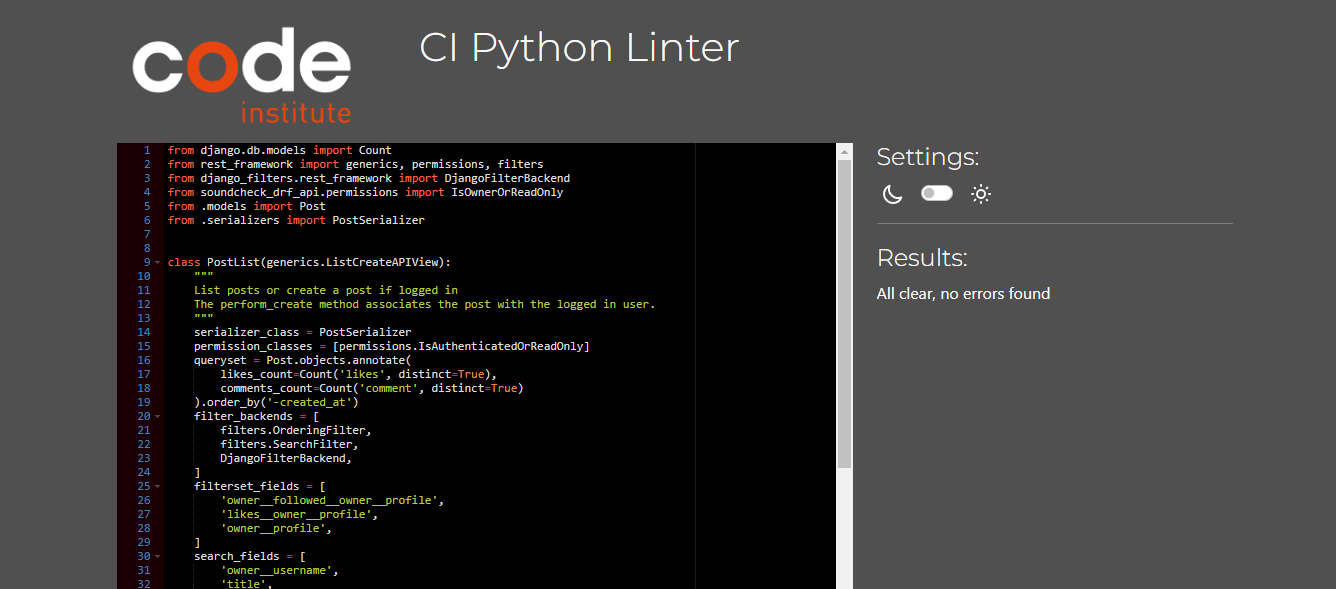 code
institute
CI Python Linter
1 from django.db.models import Count
2 from rest_framework import generics, permissions, filters
3 from django_filters.rest_framework import DjangoFilterBackend
4 from soundcheck_drf_api.permissions import IsOwnerOrReadOnly
5 from .models import Post
6 from .serializers import PostSerializer
7
8
9 class PostList(generics.ListCreateAPIView):
10     """
11     List posts or create a post if logged in
12     The perform_create method associates the post with the logged in user.
13     """
14     serializer_class = PostSerializer
15     permission_classes = [permissions.IsAuthenticatedOrReadOnly]
16     queryset = Post.objects.annotate(
17         likes_count=Count('likes', distinct=True),
18         comments_count=Count('comment', distinct=True)
19     ).order_by('-created_at')
20     filter_backends = [
21         filters.OrderingFilter,
22         filters.SearchFilter,
23         DjangoFilterBackend,
24     ]
25     filterset_fields = [
26         'owner__followed__owner__profile',
27         'likes__owner__profile',
28         'owner__profile',
29     ]
30     search_fields = [
31         'owner__username',
32         'title',
Settings:
Results:
All clear, no errors found